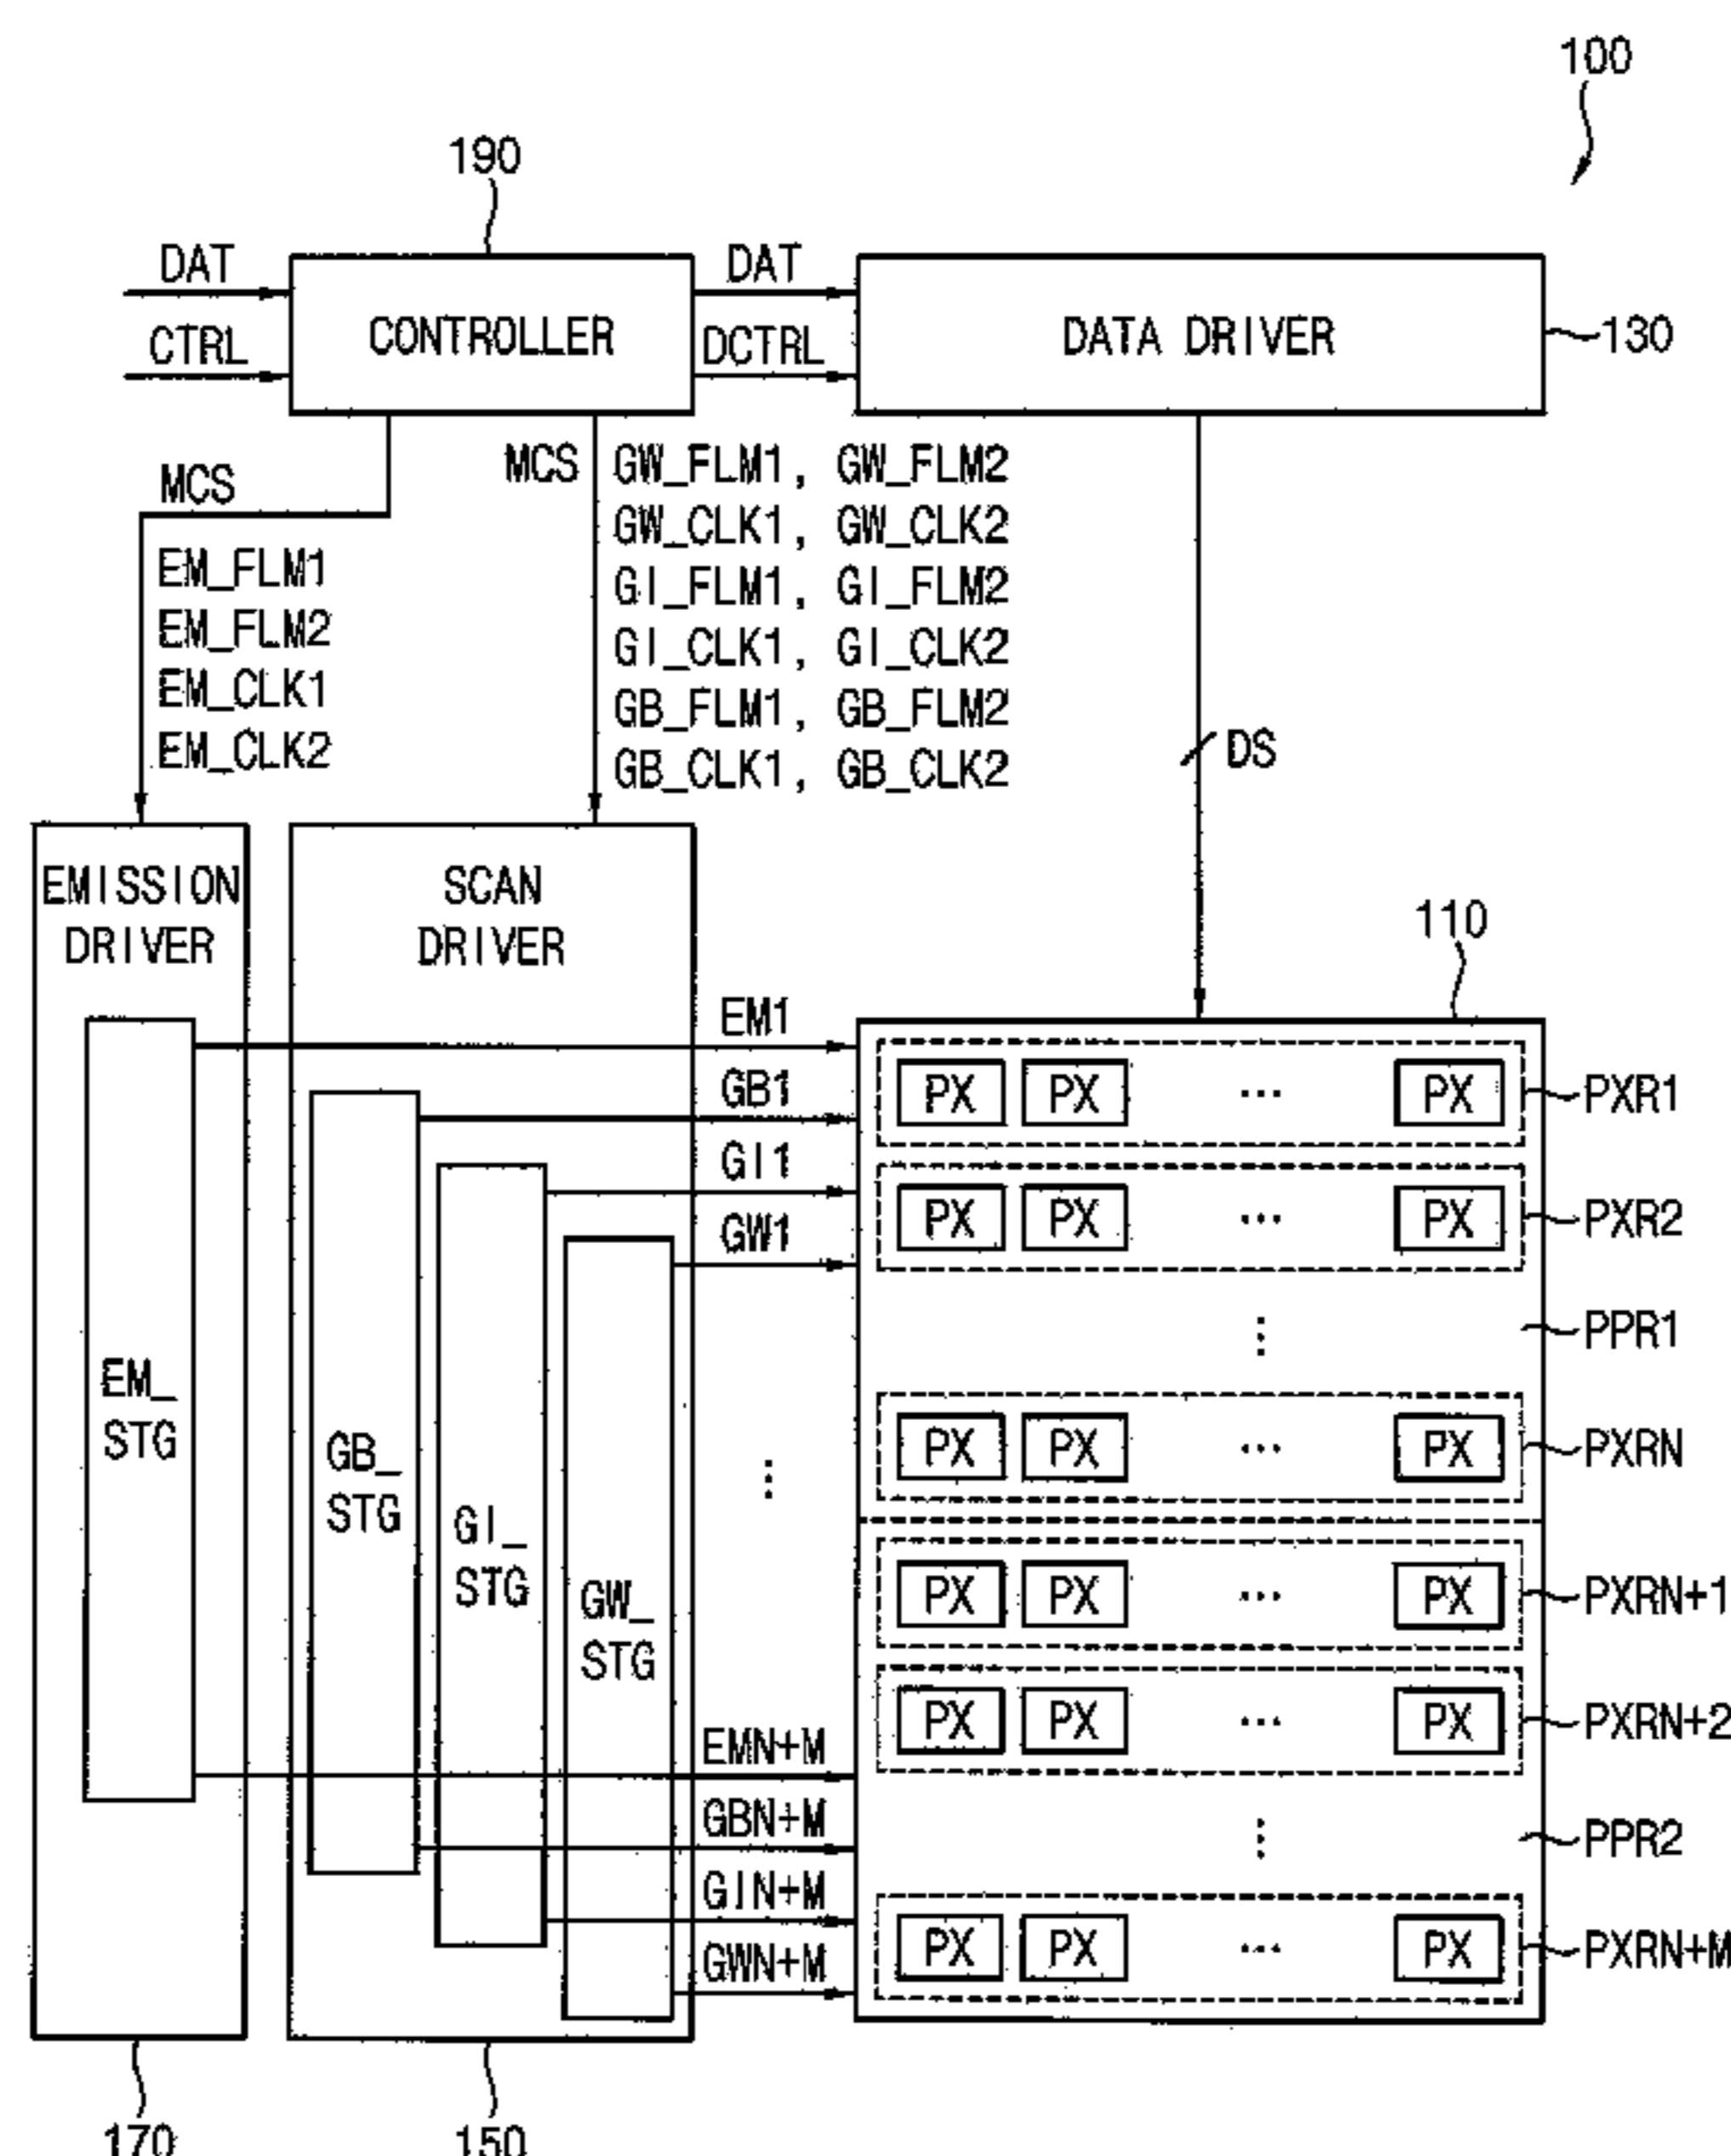 100
190
DAT
CTRL
CONTROLLER
DAT
DCTRL
DATA DRIVER
130
MCS
EM_FLM1
EM_FLM2
EM_CLK1
EM_CLK2
MCS
GW_FLM1, GW_FLM2
GW_CLK1, GW_CLK2
GI_FLM1, GI_FLM2
GI_CLK1, GI_CLK2
GB_FLM1, GB_FLM2
GB_CLK1, GB_CLK2
DS
EMISSION
DRIVER
SCAN
DRIVER
110
EM1
GB1
GI1
GW1
EM_
STG
GB_
STG
GI_
STG
GW_
STG
⋮
EMN+M
GBN+M
GIN+M
GWN+M
PX PX ... PX PXR1
PX PX ... PX PXR2
⋮ PPR1
PX PX ... PX PXRN
PX PX ... PX PXRN+1
PX PX ... PX PXRN+2
⋮ PPR2
PX PX ... PX PXRN+M
170
150